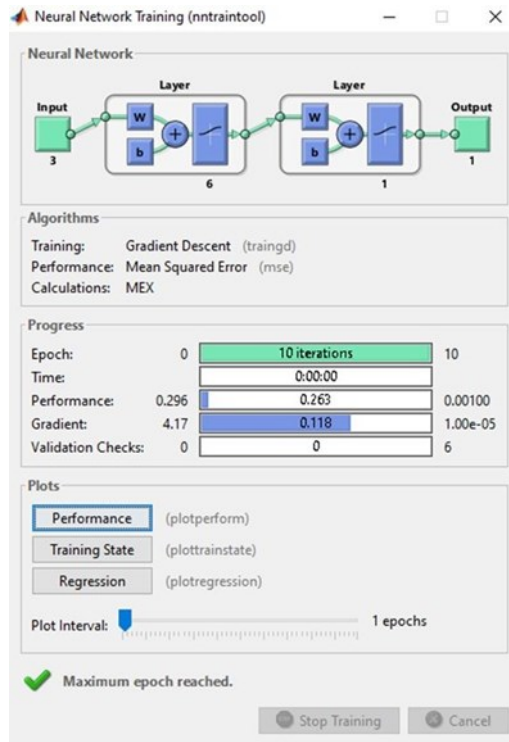 Neural Network Training (nntraintool)
Neural Network
Layer Layer
Input Output
W W
b b
3 6 1 1
Algorithms
Training: Gradient Descent (traingd)
Performance: Mean Squared Error (mse)
Calculations: MEX
Progress
Epoch: 0 10 iterations 10
Time: 0:00:00
Performance: 0.296 0.263 0.00100
Gradient: 4.17 0.118 1.00e-05
Validation Checks: 0 0 6
Plots
Performance (plotperform)
Training State (plottrainstate)
Regression (plotregression)
Plot Interval: 1 epochs
Maximum epoch reached.
Stop Training Cancel